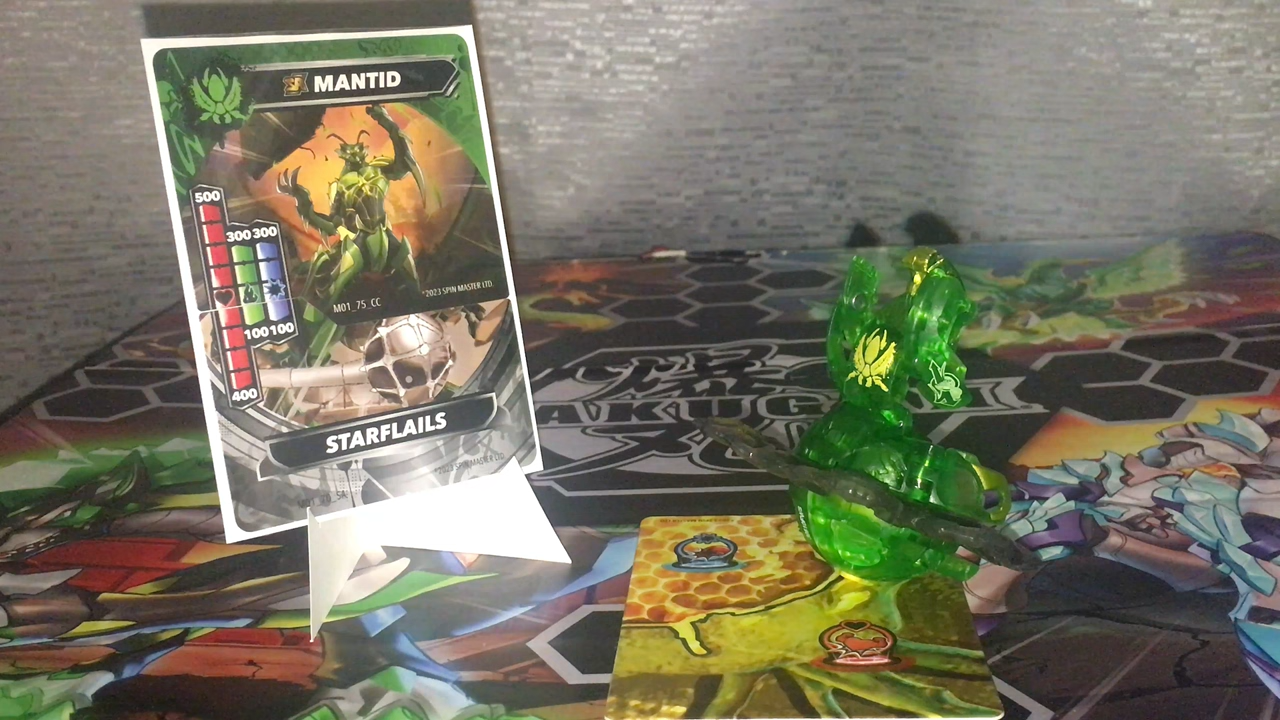 MANTID
500
300 300
100 100
400
M01_75_CC
©2023 SPIN MASTER LTD.
STARFLAILS
©2023 SPIN MASTER LTD.